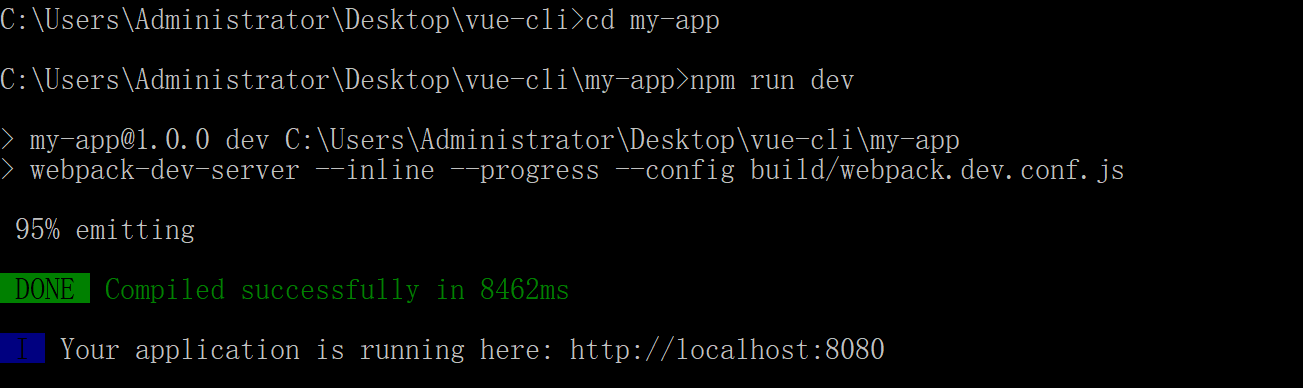 C:\Users\Administrator\Desktop\vue-cli>cd my-app
C:\Users\Administrator\Desktop\vue-cli\my-app>npm run dev
> my-app@1.0.0 dev C:\Users\Administrator\Desktop\vue-cli\my-app
> webpack-dev-server --inline --progress --config build/webpack.dev.conf.js
95% emitting
DONE Compiled successfully in 8462ms
I Your application is running here: http://localhost:8080